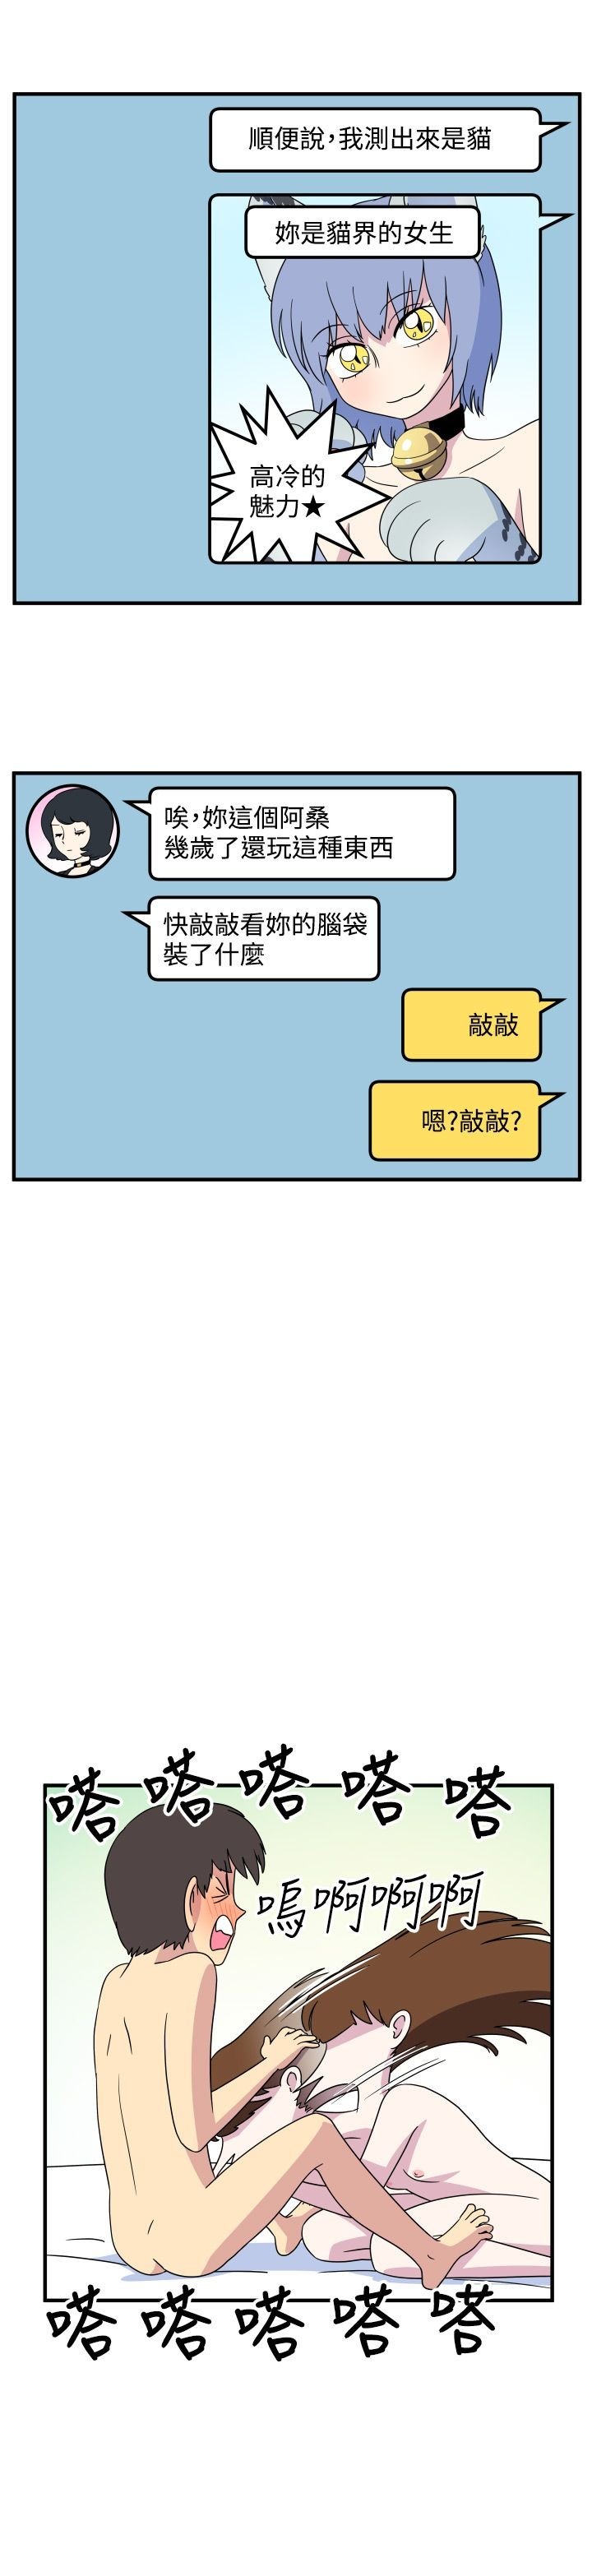 順便說,我測出來是貓
妳是貓界的女生
高冷的
魅力★
唉,妳這個阿桑
幾歲了還玩這種東西
快敲敲看妳的腦袋
裝了什麼
敲敲
嗯?敲敲?
嗒 嗒 嗒 嗒 嗒
嗚啊啊啊
嗒 嗒 嗒 嗒 嗒